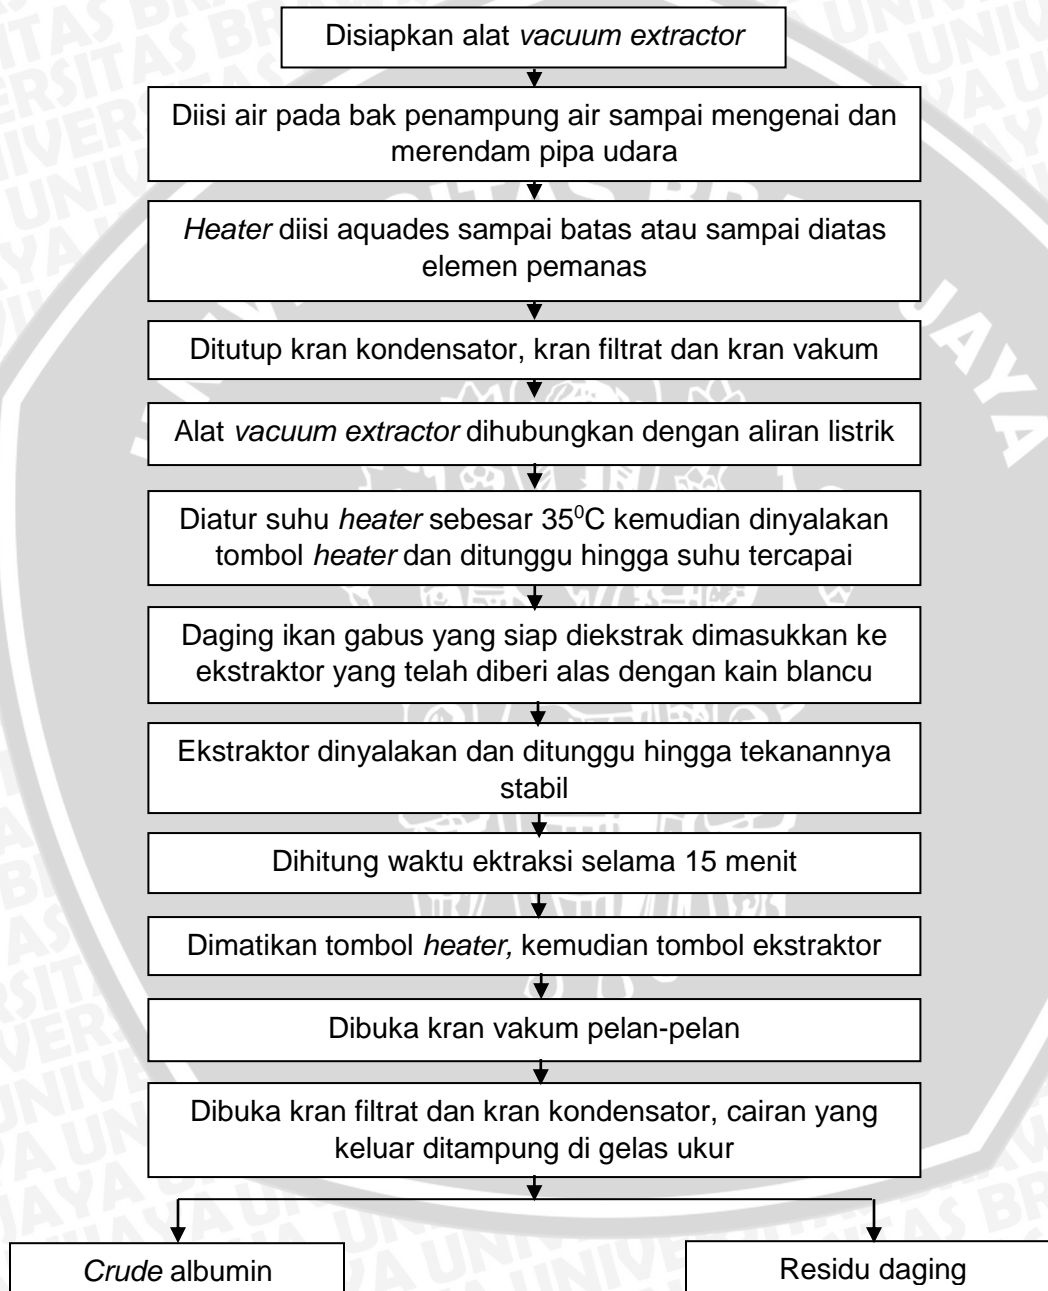 Disiapkan alat vacuum extractor
Diisi air pada bak penampung air sampai mengenai dan
merendam pipa udara
Heater diisi aquades sampai batas atau sampai diatas
elemen pemanas
Ditutup kran kondensator, kran filtrat dan kran vakum
Alat vacuum extractor dihubungkan dengan aliran listrik
Diatur suhu heater sebesar 35⁰C kemudian dinyalakan
tombol heater dan ditunggu hingga suhu tercapai
Daging ikan gabus yang siap diekstrak dimasukkan ke
ekstraktor yang telah diberi alas dengan kain blancu
Ekstraktor dinyalakan dan ditunggu hingga tekanannya
stabil
Dihitung waktu ektraksi selama 15 menit
Dimatikan tombol heater, kemudian tombol ekstraktor
Dibuka kran vakum pelan-pelan
Dibuka kran filtrat dan kran kondensator, cairan yang
keluar ditampung di gelas ukur
Crude albumin
Residu daging